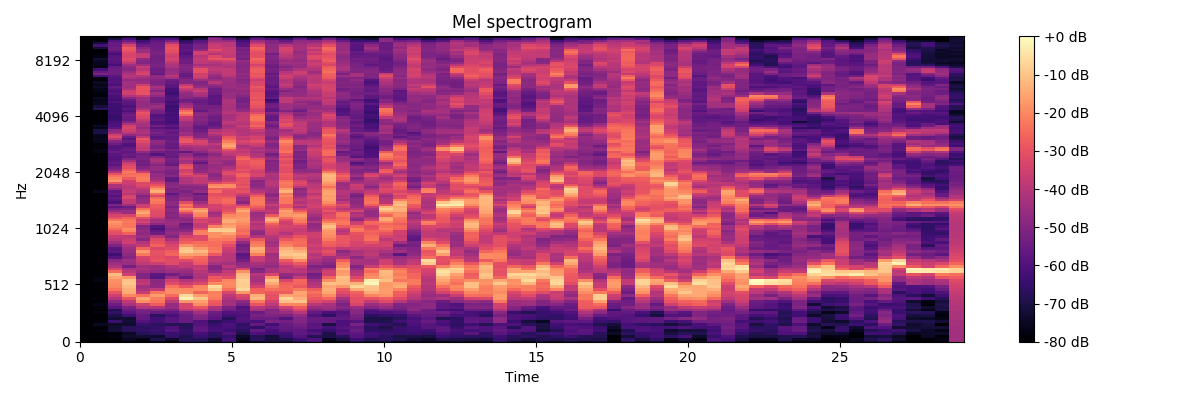 Mel spectrogram
+0 dB
8192
-10 dB
4096
-20 dB
-30 dB
2048
-40 dB
Hz
1024
-50 dB
512
-60 dB
-70 dB
0
-80 dB
0 5 10 15 20 25
Time